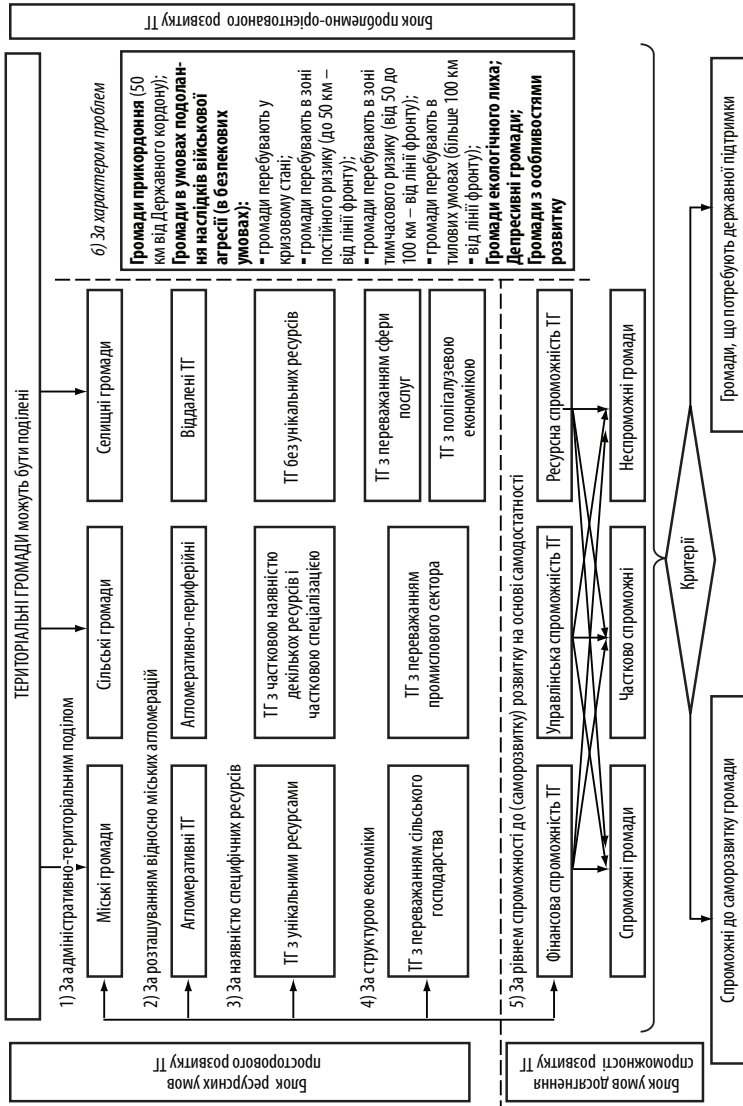 ТЕРИТОРІАЛЬНІ ГРОМАДИ можуть бути поділені
Блок ресурсних умов
просторового розвитку ТГ
1) За адміністративно-територіальним поділом
Міські громади
Сільські громади
Селищні громади
2) За розташуванням відносно міських агломерацій
Агломеративні ТГ
Агломеративно-периферійні
Віддалені ТГ
3) За наявністю специфічних ресурсів
ТГ з унікальними ресурсами
ТГ з частковою наявністю
декількох ресурсів і
частковою спеціалізацією
ТГ без унікальних ресурсів
4) За структурою економіки
ТГ з переважанням сільського
господарства
ТГ з переважанням
промислового сектора
ТГ з переважанням сфери
послуг
ТГ з полігалузевою
економікою
Блок умов досягнення
спроможності розвитку ТГ
5) За рівнем спроможності до (саморозвитку) розвитку на основі самодостатності
Фінансова спроможність ТГ
Управлінська спроможність ТГ
Ресурсна спроможність ТГ
Спроможні громади
Частково спроможні
Неспроможні громади
Блок проблемно-орієнтованого розвитку ТГ
6) За характером проблем
Громади прикордоння (50
км від Державного кордону);
Громади в умовах подолан-
ня наслідків військової
агресії (в безпекових
умовах):
▪ громади перебувають у
кризовому стані;
▪ громади перебувають в зоні
постійного ризику (до 50 км –
від лінії фронту);
▪ громади перебувають в зоні
тимчасового ризику (від 50 до
100 км – від лінії фронту);
▪ громади перебувають в
тилових умовах (більше 100 км
▪ від лінії фронту);
Громади екологічного лиха;
Депресивні громади;
Громади з особливостями
розвитку
Критерії
Спроможні до саморозвитку громади
Громади, що потребують державної підтримки